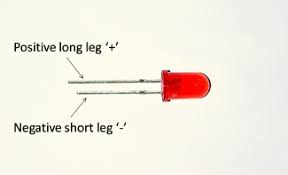 Positive long leg ‘+’
Negative short leg ‘-’